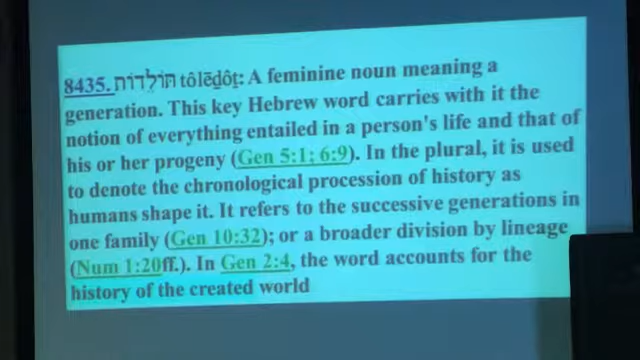 8435. תּוֹלֵדוֹת tôlēḏôṯ: A feminine noun meaning a
generation. This key Hebrew word carries with it the
notion of everything entailed in a person's life and that of
his or her progeny (Gen 5:1; 6:9). In the plural, it is used
to denote the chronological procession of history as
humans shape it. It refers to the successive generations in
one family (Gen 10:32); or a broader division by lineage
(Num 1:20ff.). In Gen 2:4, the word accounts for the
history of the created world